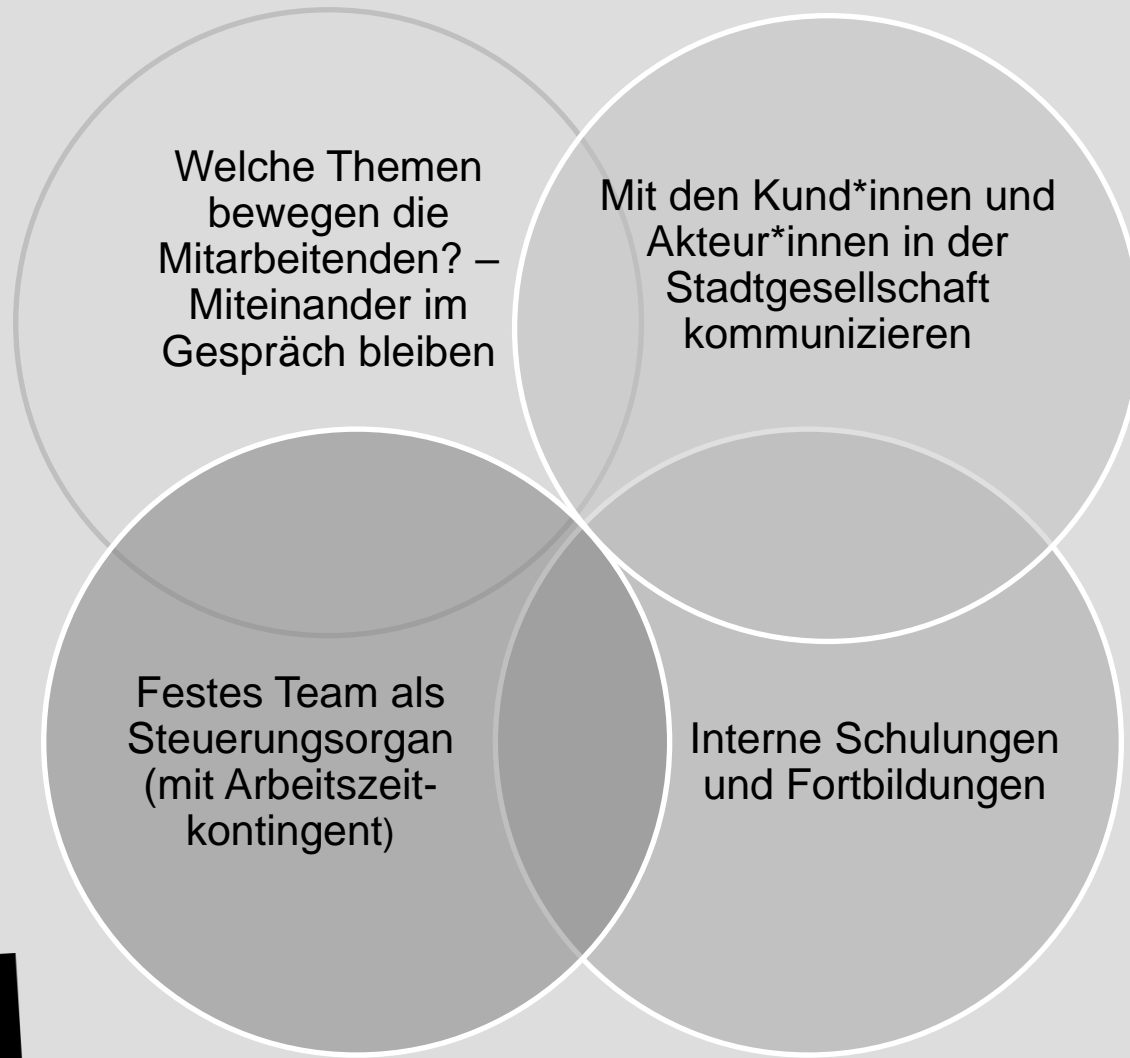 Welche Themen
bewegen die
Mitarbeitenden? –
Miteinander im
Gespräch bleiben
Mit den Kund*innen und
Akteur*innen in der
Stadtgesellschaft
kommunizieren
Festes Team als
Steuerungsorgan
(mit Arbeitszeit-
kontingent)
Interne Schulungen
und Fortbildungen